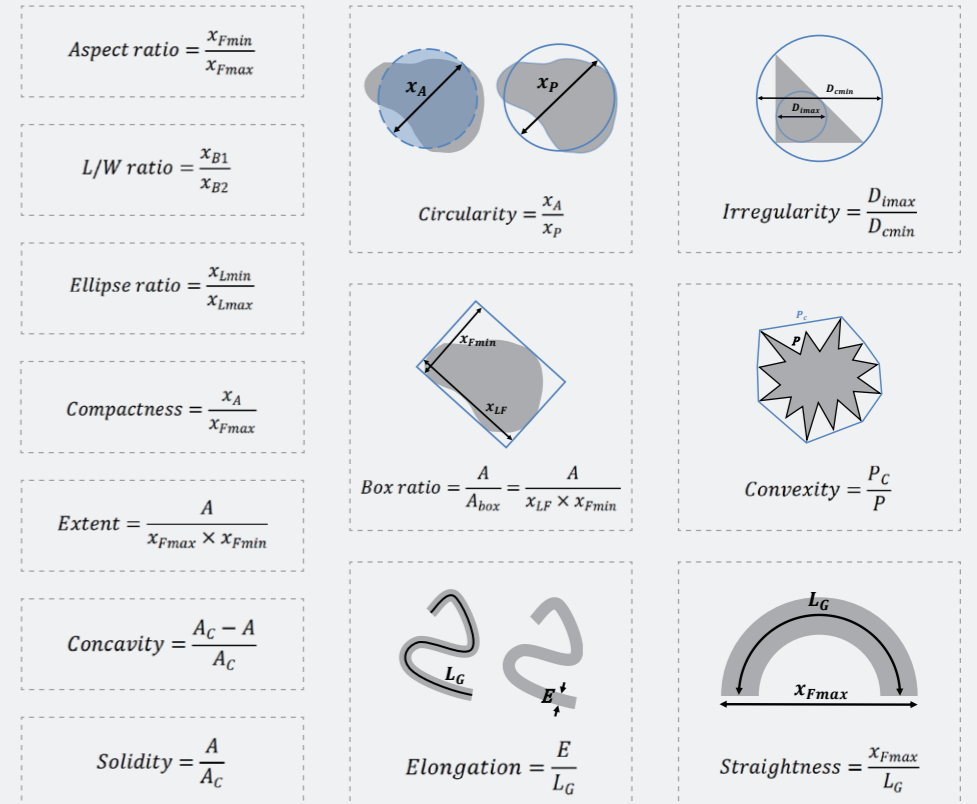 Aspect ratio = x_Fmin / x_Fmax
L/W ratio = x_B1 / x_B2
Ellipse ratio = x_Lmin / x_Lmax
Compactness = x_A / x_Fmax
Extent = A / (x_Fmax × x_Fmin)
Concavity = (A_C − A) / A_C
Solidity = A / A_C
x_A
x_P
Circularity = x_A / x_P
x_Fmin
x_LF
Box ratio = A / A_box = A / (x_LF × x_Fmin)
L_G
E
Elongation = E / L_G
D_cmin
D_imax
Irregularity = D_imax / D_cmin
P_c
P
Convexity = P_C / P
L_G
x_Fmax
Straightness = x_Fmax / L_G